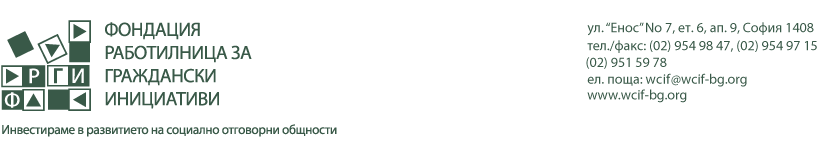 ФОНДАЦИЯ
РАБОТИЛНИЦА ЗА
ГРАЖДАНСКИ
ИНИЦИАТИВИ
РГИ
Ф
Инвестираме в развитието на социално отговорни общности
ул. “Енос” No 7, ет. 6, ап. 9, София 1408
тел./факс: (02) 954 98 47, (02) 954 97 15
(02) 951 59 78
ел. поща: wcif@wcif-bg.org
www.wcif-bg.org